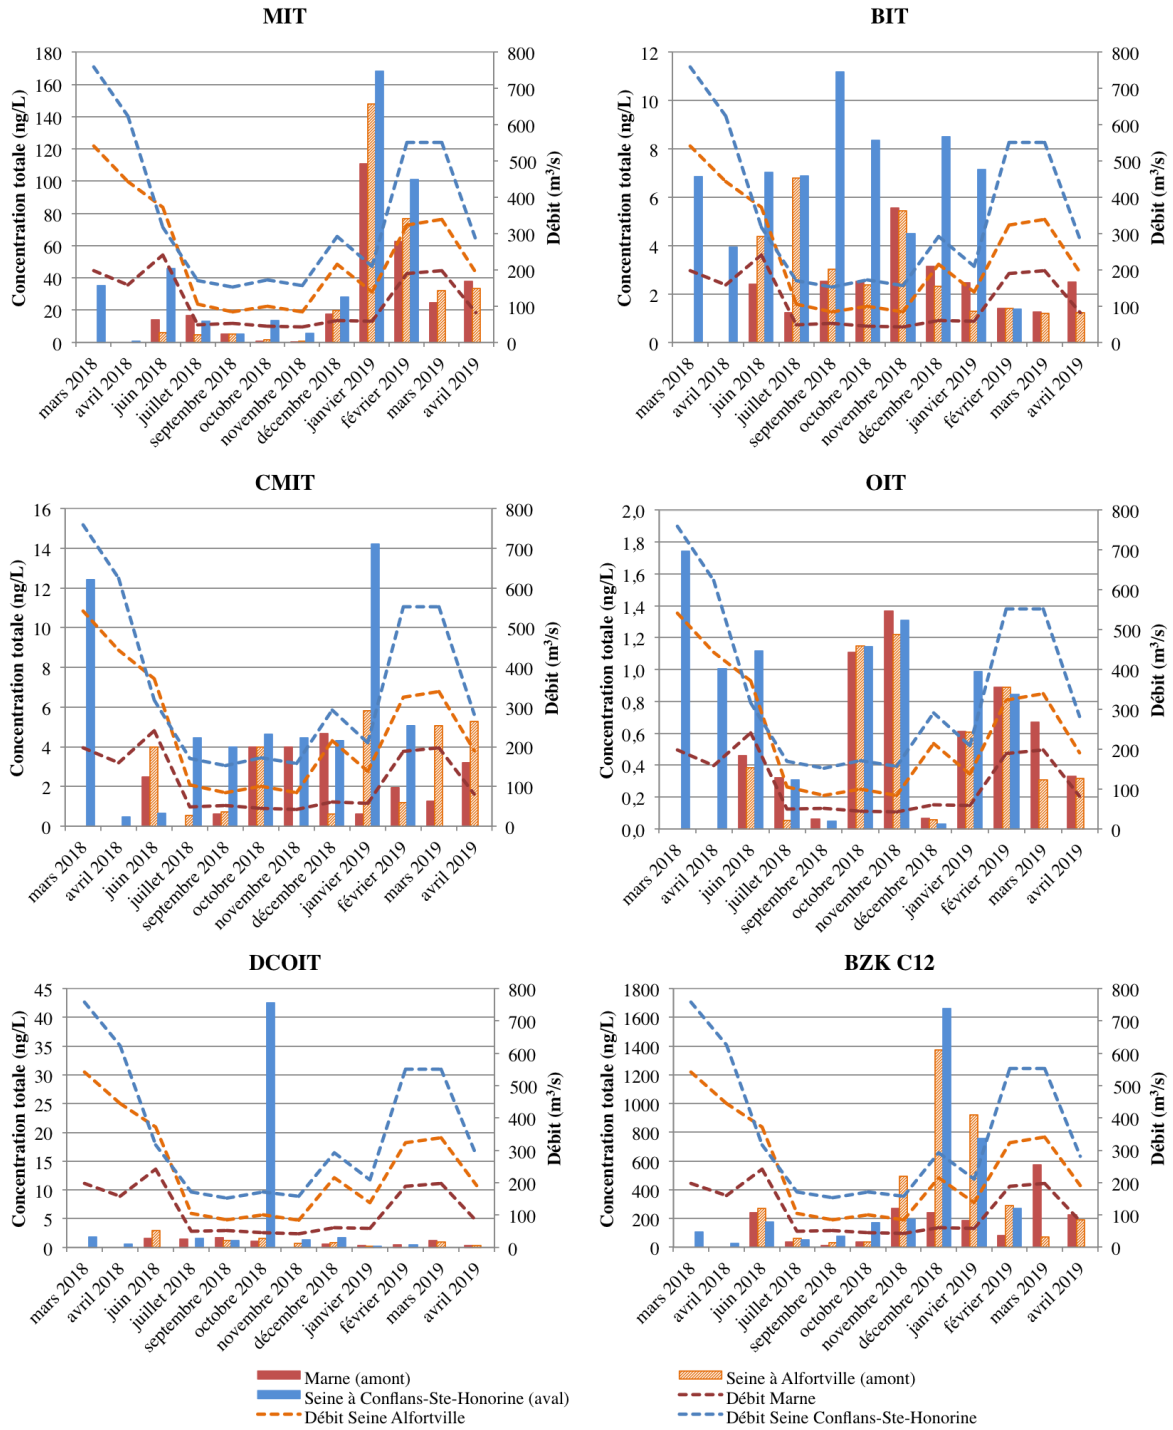 MIT
Concentration totale (ng/L)
180
160
140
120
100
80
60
40
20
0
800
700
600
500
400
300
200
100
0
Débit (m³/s)
mars 2018
avril 2018
juin 2018
juillet 2018
septembre 2018
octobre 2018
novembre 2018
décembre 2018
janvier 2019
février 2019
mars 2019
avril 2019
BIT
Concentration totale (ng/L)
12
10
8
6
4
2
0
800
700
600
500
400
300
200
100
0
Débit (m³/s)
mars 2018
avril 2018
juin 2018
juillet 2018
septembre 2018
octobre 2018
novembre 2018
décembre 2018
janvier 2019
février 2019
mars 2019
avril 2019
CMIT
Concentration totale (ng/L)
16
14
12
10
8
6
4
2
0
800
700
600
500
400
300
200
100
0
Débit (m³/s)
mars 2018
avril 2018
juin 2018
juillet 2018
septembre 2018
octobre 2018
novembre 2018
décembre 2018
janvier 2019
février 2019
mars 2019
avril 2019
OIT
Concentration totale (ng/L)
2,0
1,8
1,6
1,4
1,2
1,0
0,8
0,6
0,4
0,2
0,0
800
700
600
500
400
300
200
100
0
Débit (m³/s)
mars 2018
avril 2018
juin 2018
juillet 2018
septembre 2018
octobre 2018
novembre 2018
décembre 2018
janvier 2019
février 2019
mars 2019
avril 2019
DCOIT
Concentration totale (ng/L)
45
40
35
30
25
20
15
10
5
0
800
700
600
500
400
300
200
100
0
Débit (m³/s)
mars 2018
avril 2018
juin 2018
juillet 2018
septembre 2018
octobre 2018
novembre 2018
décembre 2018
janvier 2019
février 2019
mars 2019
avril 2019
BZK C12
Concentration totale (ng/L)
1800
1600
1400
1200
1000
800
600
400
200
0
800
700
600
500
400
300
200
100
0
Débit (m³/s)
mars 2018
avril 2018
juin 2018
juillet 2018
septembre 2018
octobre 2018
novembre 2018
décembre 2018
janvier 2019
février 2019
mars 2019
avril 2019
Marne (amont)
Seine à Alfortville (amont)
Seine à Conflans-Ste-Honorine (aval)
Débit Marne
Débit Seine Alfortville
Débit Seine Conflans-Ste-Honorine